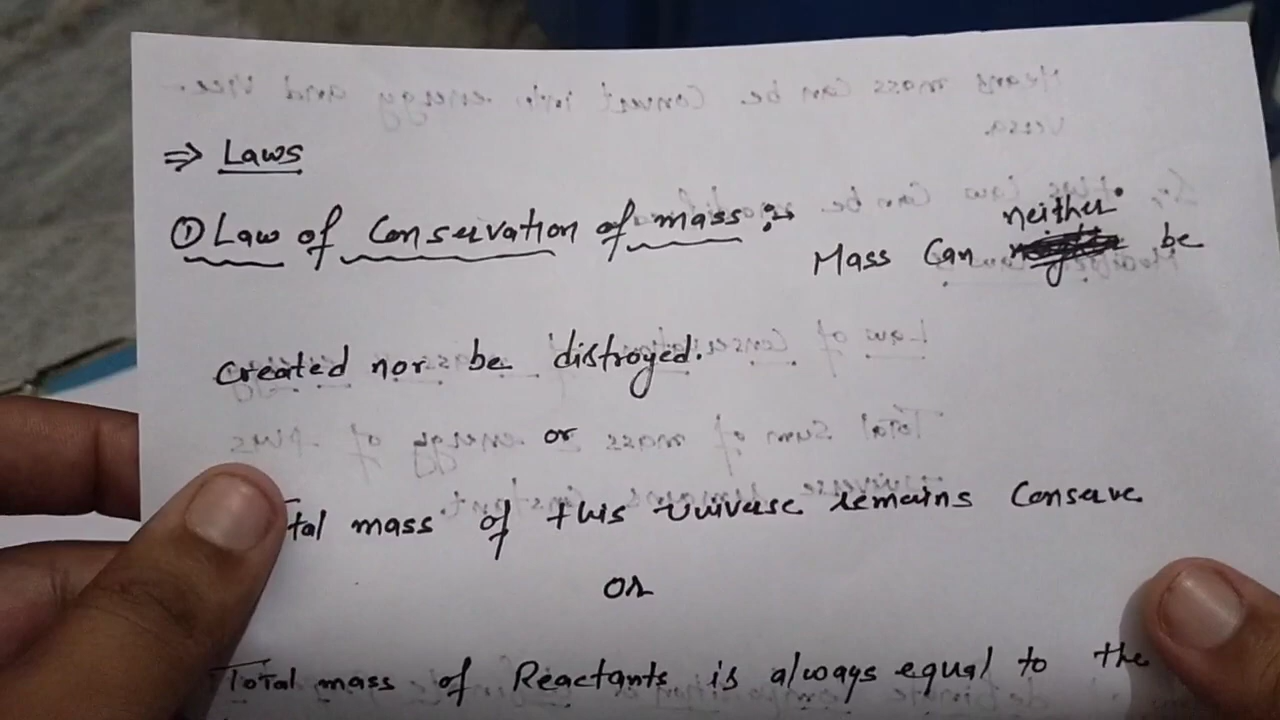 ⇒ Laws
① Law of Conservation of mass :→
neither
Mass Can be
Created nor be distroyed.
or
tal mass of this universe remains Conserve
OR
Total mass of Reactants is always equal to the